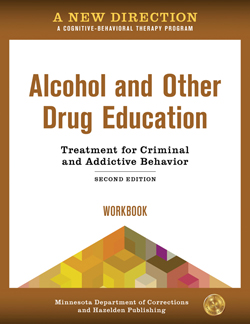 A NEW DIRECTION
A COGNITIVE-BEHAVIORAL THERAPY PROGRAM
Alcohol and Other
Drug Education
Treatment for Criminal
and Addictive Behavior
SECOND EDITION
WORKBOOK
Minnesota Department of Corrections
and Hazelden Publishing